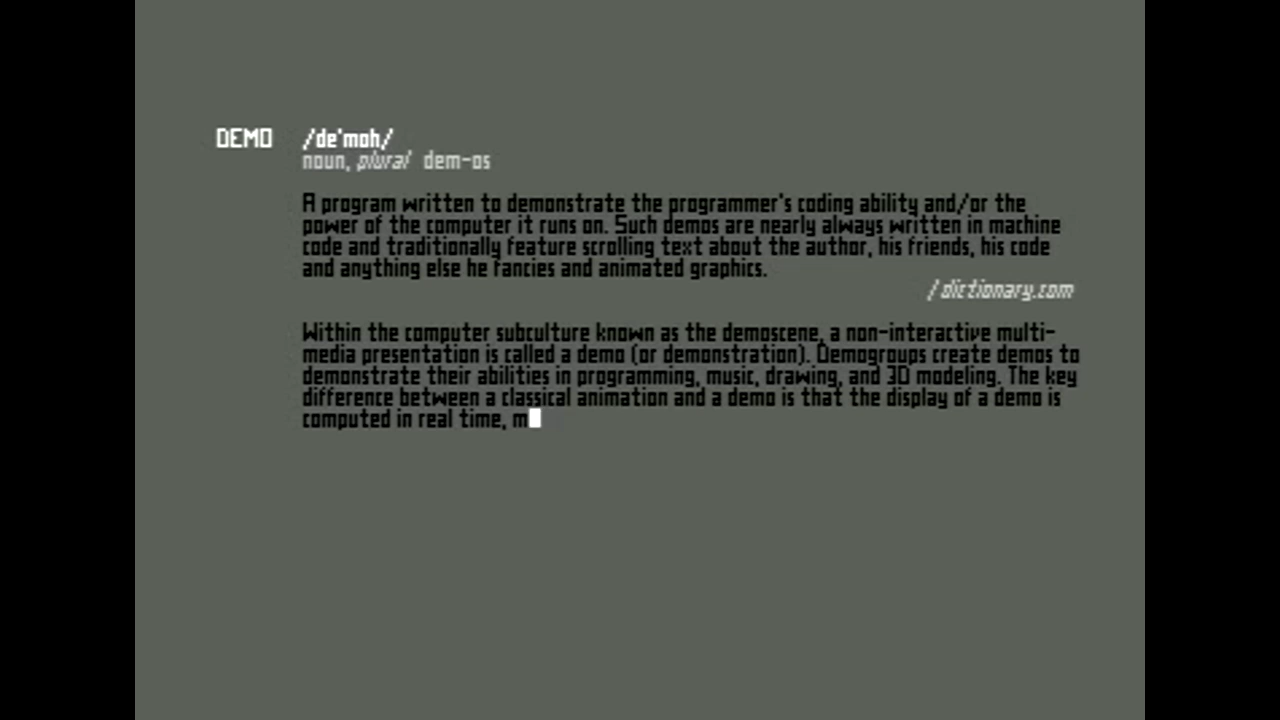 DEMO /de'moh/
noun, plural dem-os
A program written to demonstrate the programmer's coding ability and/or the
power of the computer it runs on. Such demos are nearly always written in machine
code and traditionally feature scrolling text about the author, his friends, his code
and anything else he fancies and animated graphics.
/dictionary.com
Within the computer subculture known as the demoscene, a non-interactive multi-
media presentation is called a demo (or demonstration). Demogroups create demos to
demonstrate their abilities in programming, music, drawing, and 3D modeling. The key
difference between a classical animation and a demo is that the display of a demo is
computed in real time, m